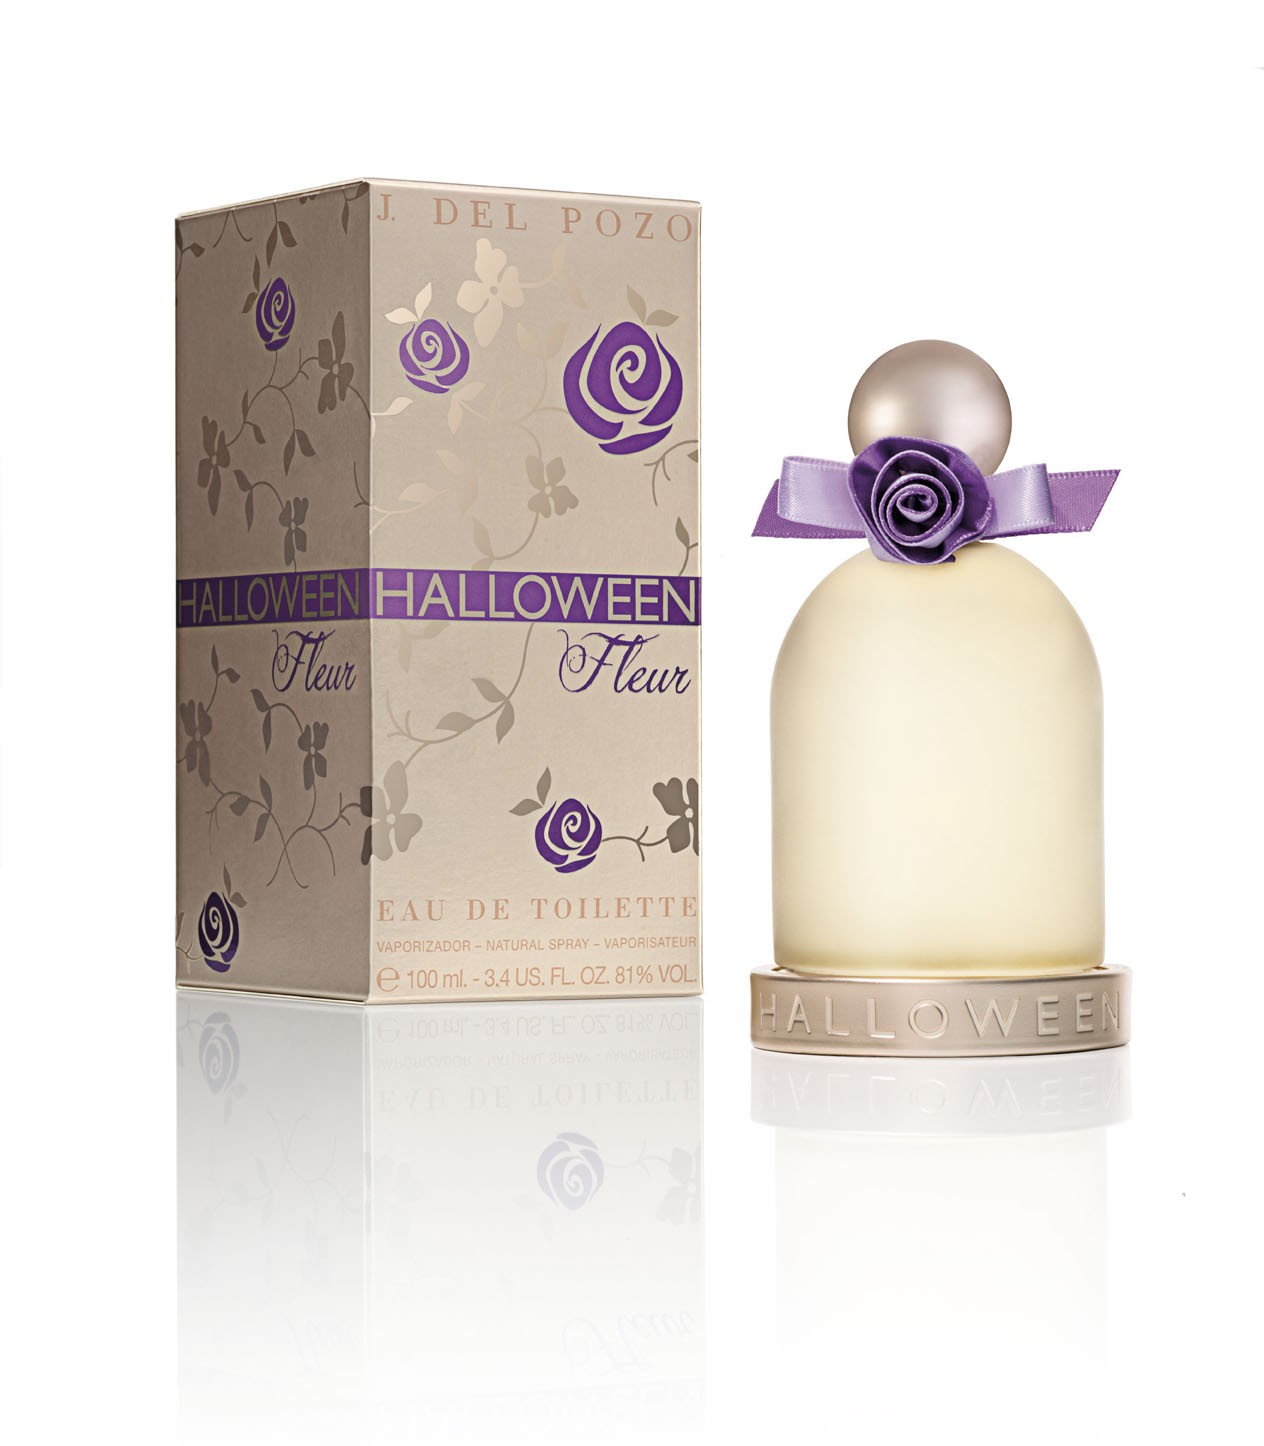 J. DEL POZO
HALLOWEEN
HALLOWEEN
Fleur
Fleur
EAU DE TOILETTE
VAPORIZADOR – NATURAL SPRAY – VAPORISATEUR
℮ 100 ml. - 3,4 US. FL. OZ. 81% VOL.
HALLOWEEN